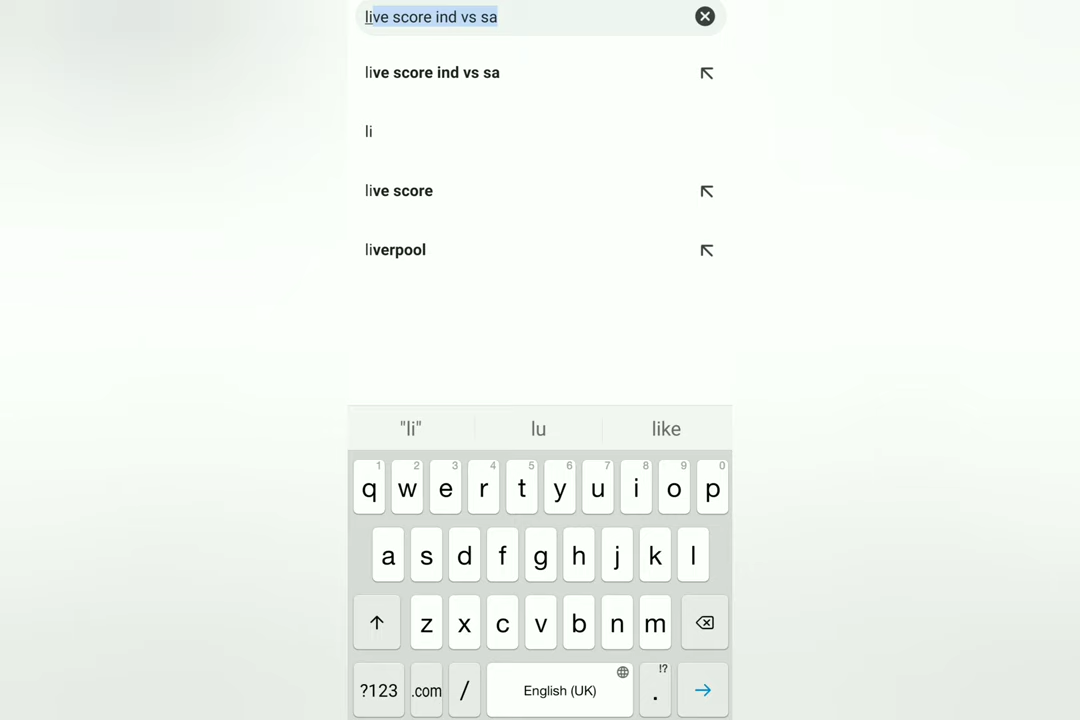 live score ind vs sa
live score ind vs sa
li
live score
liverpool
"li" lu like
1 2 3 4 5 6 7 8 9 0
q w e r t y u i o p
a s d f g h j k l
z x c v b n m
!?
?123 .com / English (UK) .